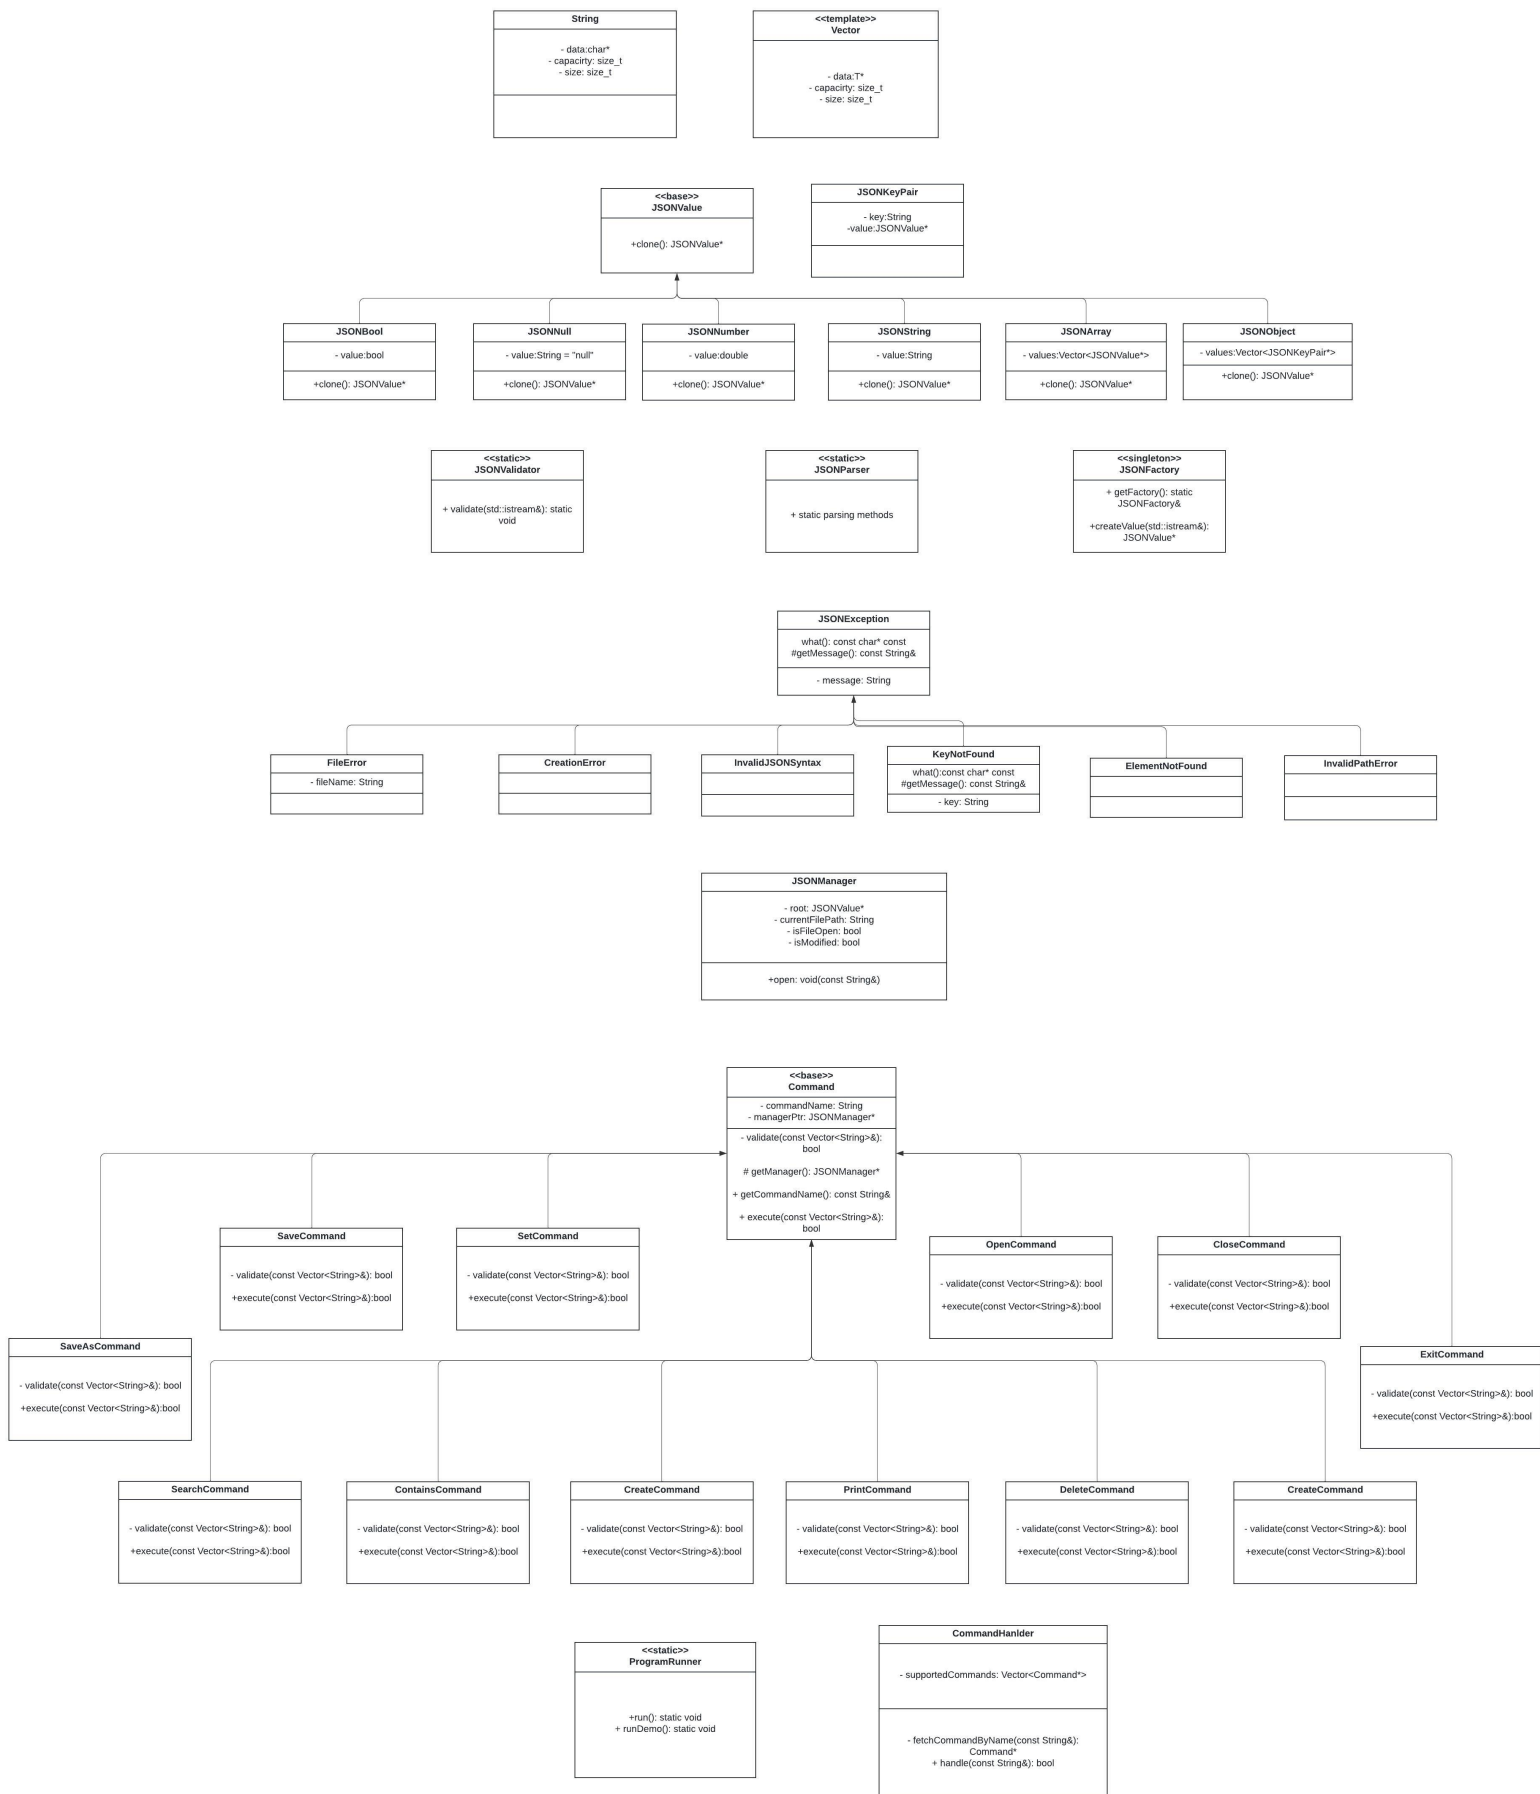 String
- data:char*
- capacirty: size_t
- size: size_t
<<template>>
Vector
- data:T*
- capacirty: size_t
- size: size_t
<<base>>
JSONValue
+clone(): JSONValue*
JSONKeyPair
- key:String
-value:JSONValue*
JSONBool
- value:bool
+clone(): JSONValue*
JSONNull
- value:String = "null"
+clone(): JSONValue*
JSONNumber
- value:double
+clone(): JSONValue*
JSONString
- value:String
+clone(): JSONValue*
JSONArray
- values:Vector<JSONValue*>
+clone(): JSONValue*
JSONObject
- values:Vector<JSONKeyPair*>
+clone(): JSONValue*
<<static>>
JSONValidator
+ validate(std::istream&): static
void
<<static>>
JSONParser
+ static parsing methods
<<singleton>>
JSONFactory
+ getFactory(): static
JSONFactory&
+createValue(std::istream&):
JSONValue*
JSONException
what(): const char* const
#getMessage(): const String&
- message: String
FileError
- fileName: String
CreationError
InvalidJSONSyntax
KeyNotFound
what():const char* const
#getMessage(): const String&
- key: String
ElementNotFound
InvalidPathError
JSONManager
- root: JSONValue*
- currentFilePath: String
- isFileOpen: bool
- isModified: bool
+open: void(const String&)
<<base>>
Command
- commandName: String
- managerPtr: JSONManager*
- validate(const Vector<String>&):
bool
# getManager(): JSONManager*
+ getCommandName(): const String&
+ execute(const Vector<String>&):
bool
SaveCommand
- validate(const Vector<String>&): bool
+execute(const Vector<String>&):bool
SetCommand
- validate(const Vector<String>&): bool
+execute(const Vector<String>&):bool
OpenCommand
- validate(const Vector<String>&): bool
+execute(const Vector<String>&):bool
CloseCommand
- validate(const Vector<String>&): bool
+execute(const Vector<String>&):bool
SaveAsCommand
- validate(const Vector<String>&): bool
+execute(const Vector<String>&):bool
ExitCommand
- validate(const Vector<String>&): bool
+execute(const Vector<String>&):bool
SearchCommand
- validate(const Vector<String>&): bool
+execute(const Vector<String>&):bool
ContainsCommand
- validate(const Vector<String>&): bool
+execute(const Vector<String>&):bool
CreateCommand
- validate(const Vector<String>&): bool
+execute(const Vector<String>&):bool
PrintCommand
- validate(const Vector<String>&): bool
+execute(const Vector<String>&):bool
DeleteCommand
- validate(const Vector<String>&): bool
+execute(const Vector<String>&):bool
CreateCommand
- validate(const Vector<String>&): bool
+execute(const Vector<String>&):bool
<<static>>
ProgramRunner
+run(): static void
+ runDemo(): static void
CommandHanlder
- supportedCommands: Vector<Command*>
- fetchCommandByName(const String&):
Command*
+ handle(const String&): bool